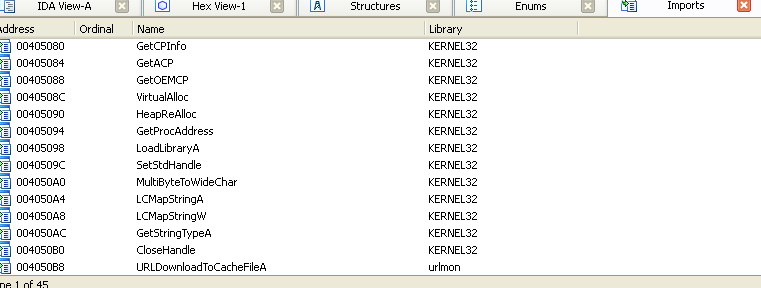 IDA View-A Hex View-1 Structures Enums Imports
Address Ordinal Name Library
00405080 GetCPInfo KERNEL32
00405084 GetACP KERNEL32
00405088 GetOEMCP KERNEL32
0040508C VirtualAlloc KERNEL32
00405090 HeapReAlloc KERNEL32
00405094 GetProcAddress KERNEL32
00405098 LoadLibraryA KERNEL32
0040509C SetStdHandle KERNEL32
004050A0 MultiByteToWideChar KERNEL32
004050A4 LCMapStringA KERNEL32
004050A8 LCMapStringW KERNEL32
004050AC GetStringTypeA KERNEL32
004050B0 CloseHandle KERNEL32
004050B8 URLDownloadToCacheFileA urlmon
ine 1 of 45